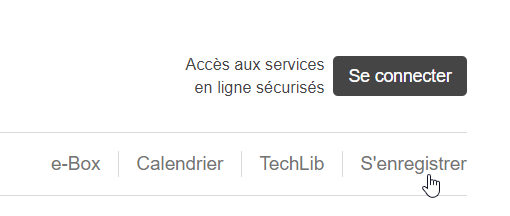 Accès aux services
en ligne sécurisés
Se connecter
e-Box
Calendrier
TechLib
S'enregistrer